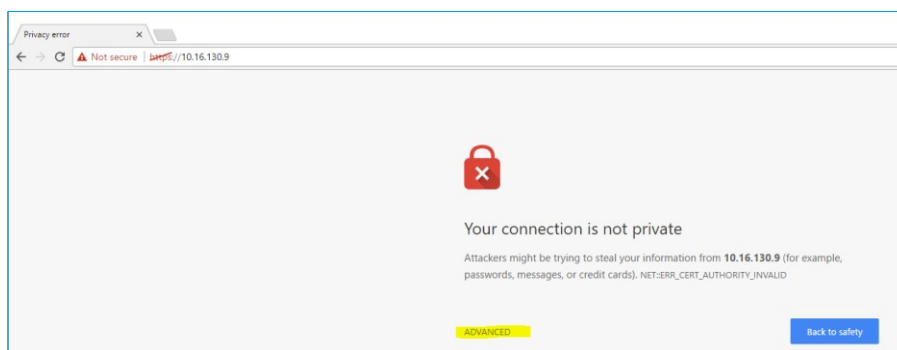 Privacy error
Not secure | https://10.16.130.9
Your connection is not private
Attackers might be trying to steal your information from 10.16.130.9 (for example,
passwords, messages, or credit cards). NET::ERR_CERT_AUTHORITY_INVALID
ADVANCED
Back to safety